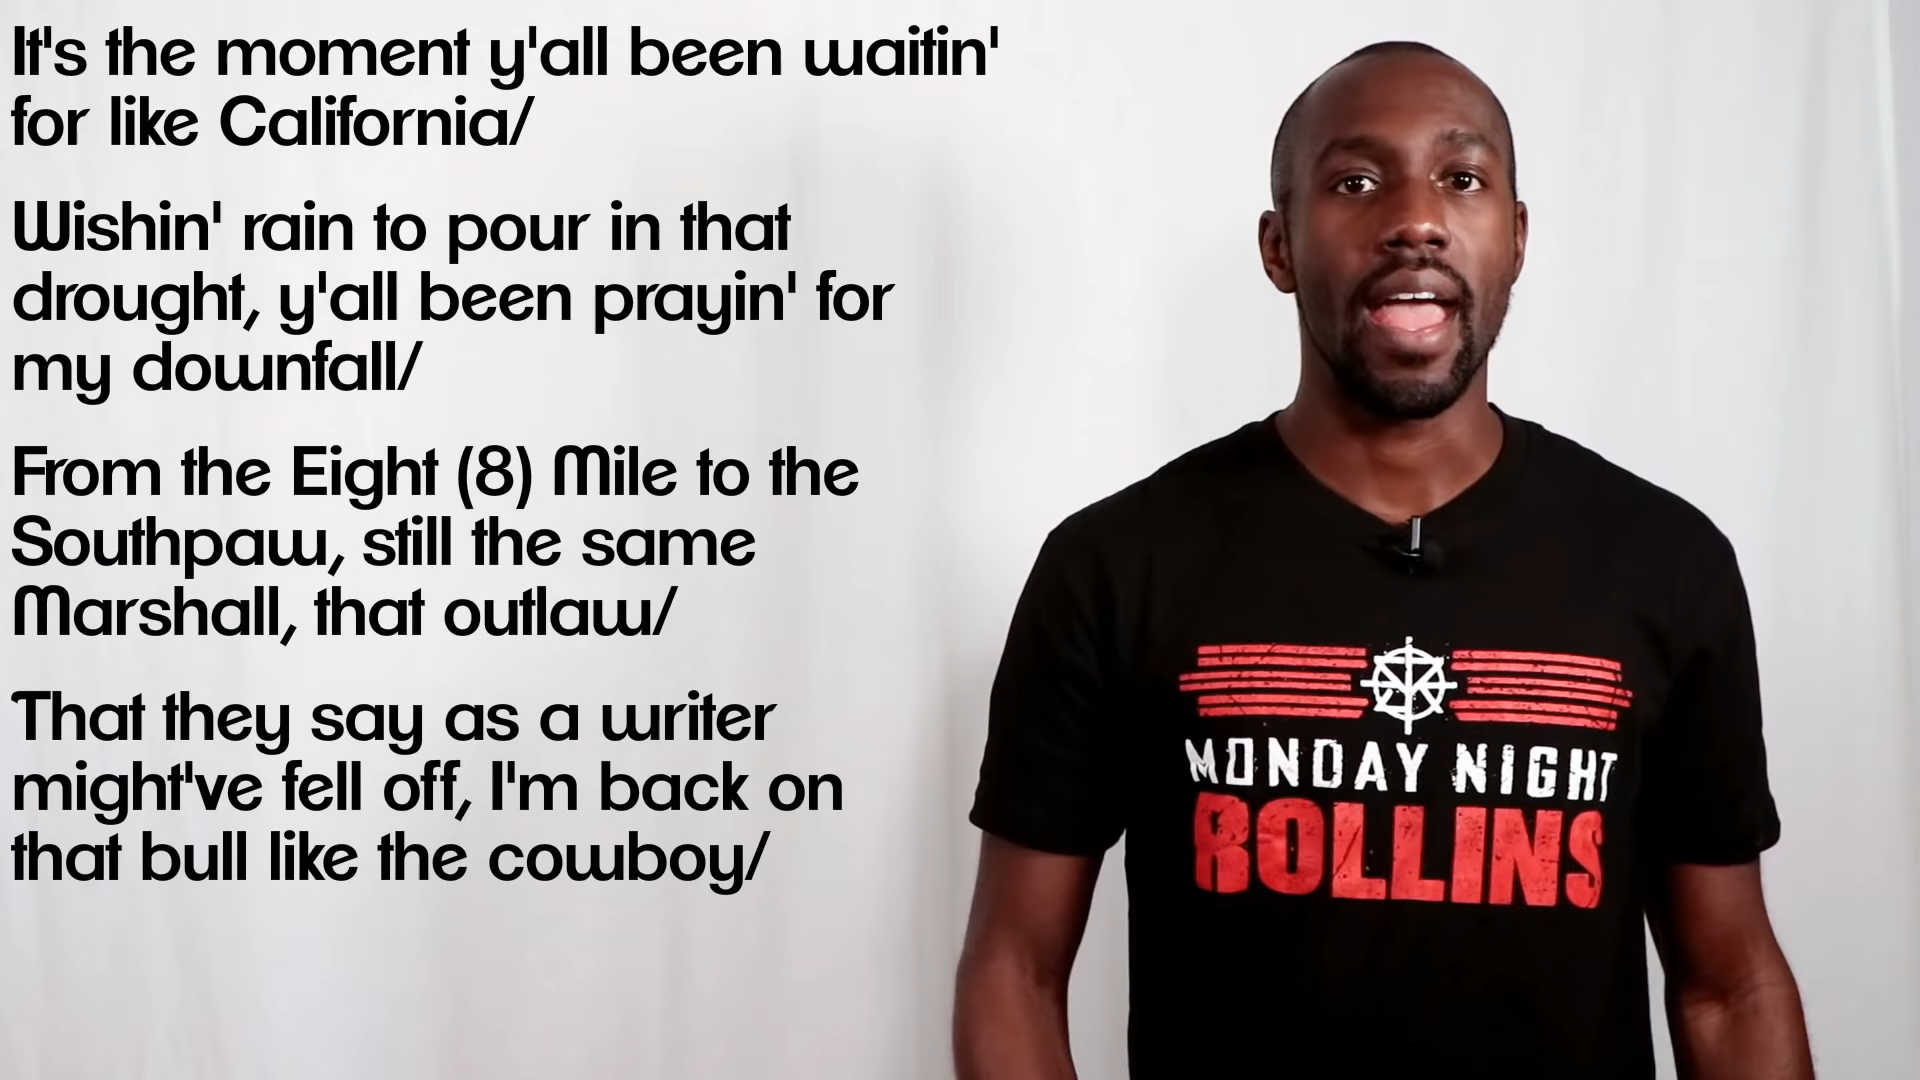 It's the moment y'all been waitin'
for like California/
Wishin' rain to pour in that
drought, y'all been prayin' for
my downfall/
From the Eight (8) Mile to the
Southpaw, still the same
Marshall, that outlaw/
That they say as a writer
might've fell off, I'm back on
that bull like the cowboy/
MONDAY NIGHT
ROLLINS